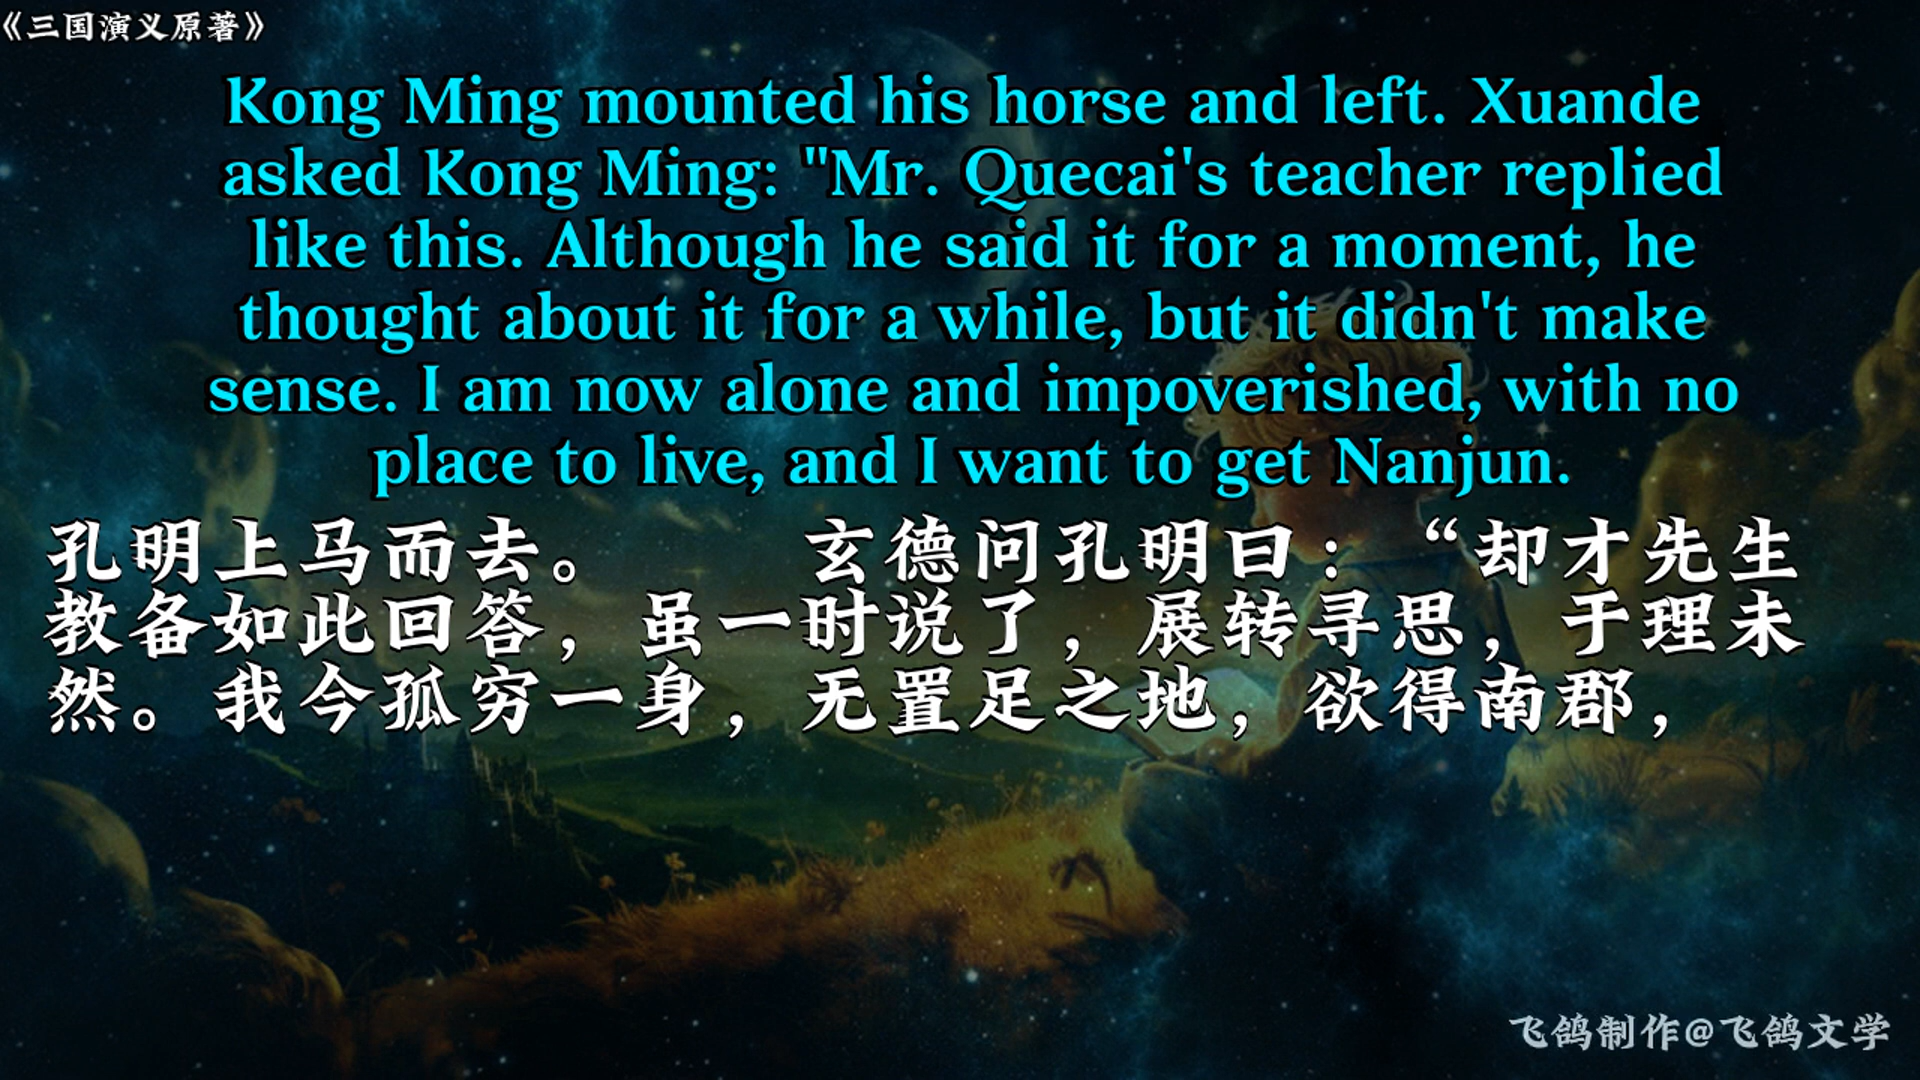 《三国演义原著》
Kong Ming mounted his horse and left. Xuande
asked Kong Ming: "Mr. Quecai's teacher replied
like this. Although he said it for a moment, he
thought about it for a while, but it didn't make
sense. I am now alone and impoverished, with no
place to live, and I want to get Nanjun.
孔明上马而去。　　玄德问孔明曰：“却才先生
教备如此回答，虽一时说了，展转寻思，于理未
然。我今孤穷一身，无置足之地，欲得南郡，
飞鸽制作@飞鸽文学